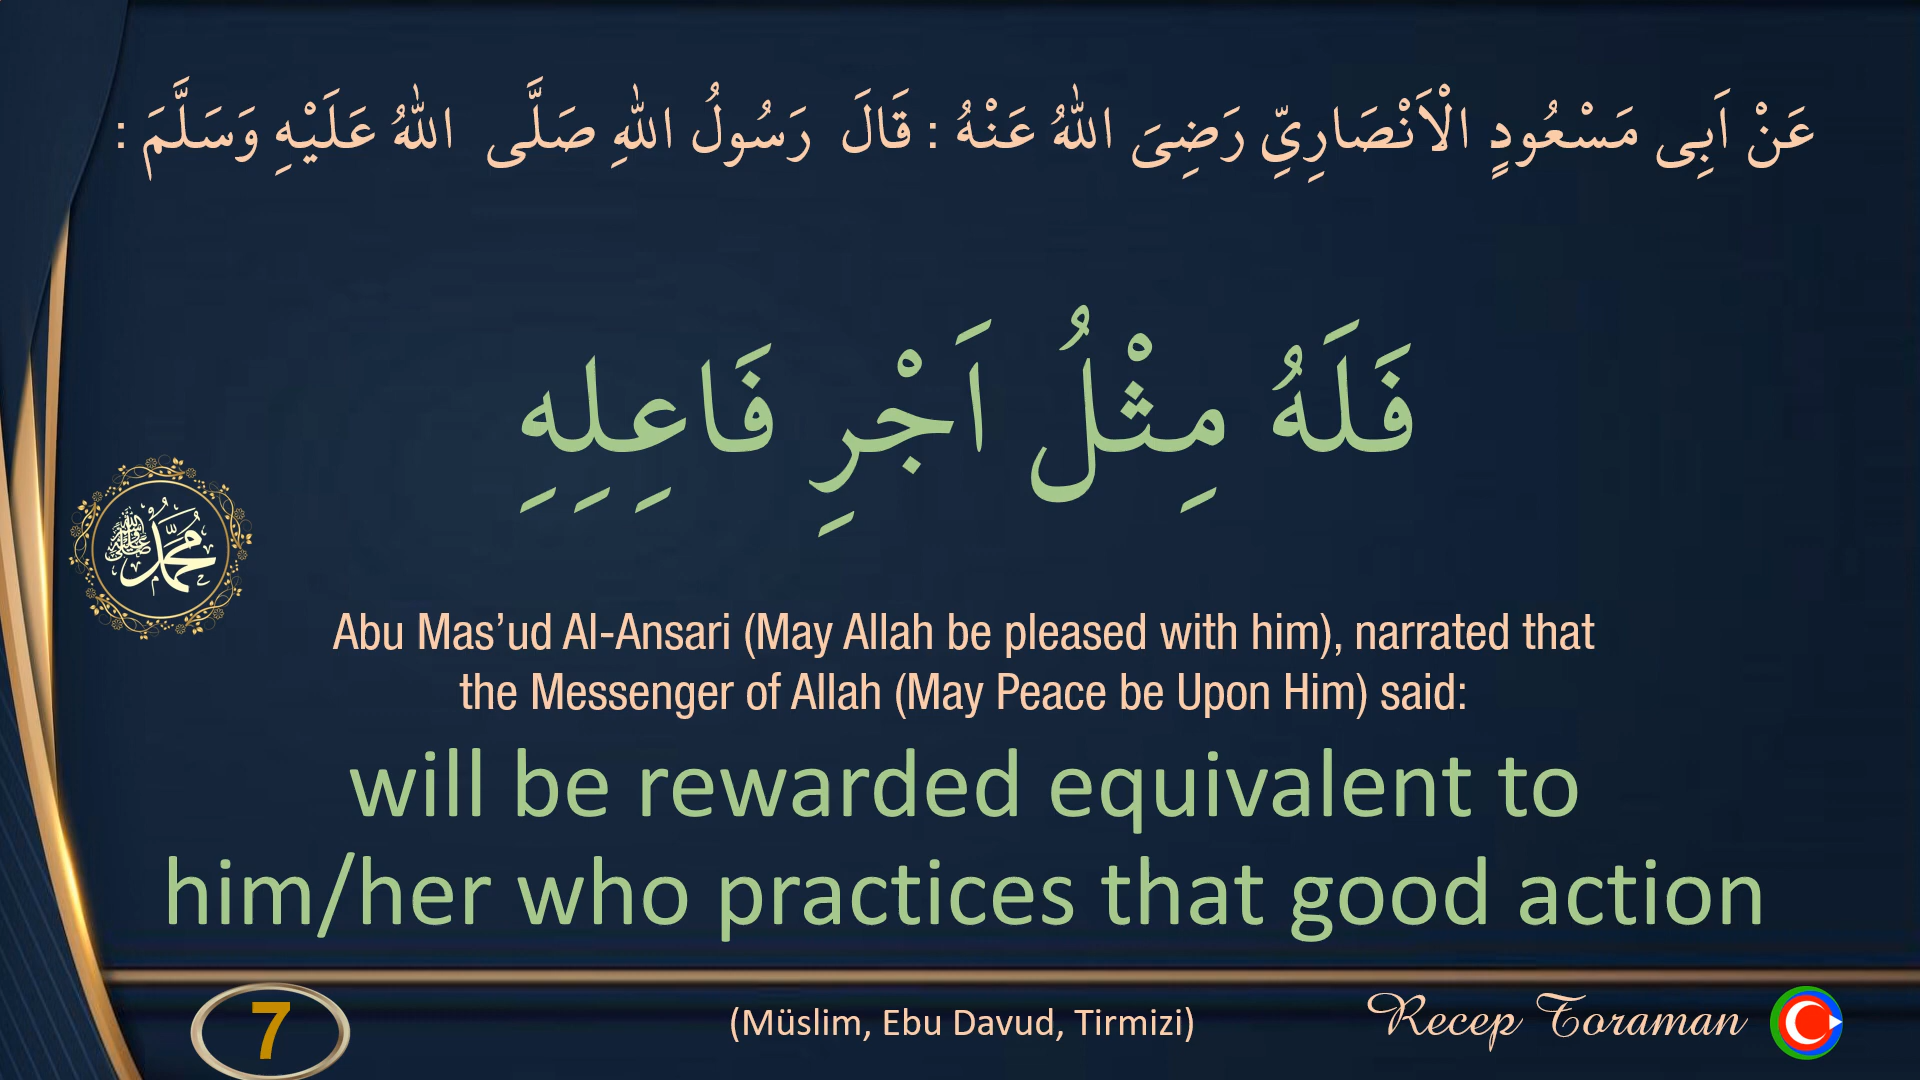 عَنْ اَبِى مَسْعُودٍ الْاَنْصَارِيِّ رَضِىَ اللّٰهُ عَنْهُ : قَالَ رَسُولُ اللّٰهِ صَلَّى اللّٰهُ عَلَيْهِ وَسَلَّمَ :
فَلَهُ مِثْلُ اَجْرِ فَاعِلِهِ
محمد
Abu Mas’ud Al-Ansari (May Allah be pleased with him), narrated that
the Messenger of Allah (May Peace be Upon Him) said:
will be rewarded equivalent to
him/her who practices that good action
7
(Müslim, Ebu Davud, Tirmizi)
Recep Toraman